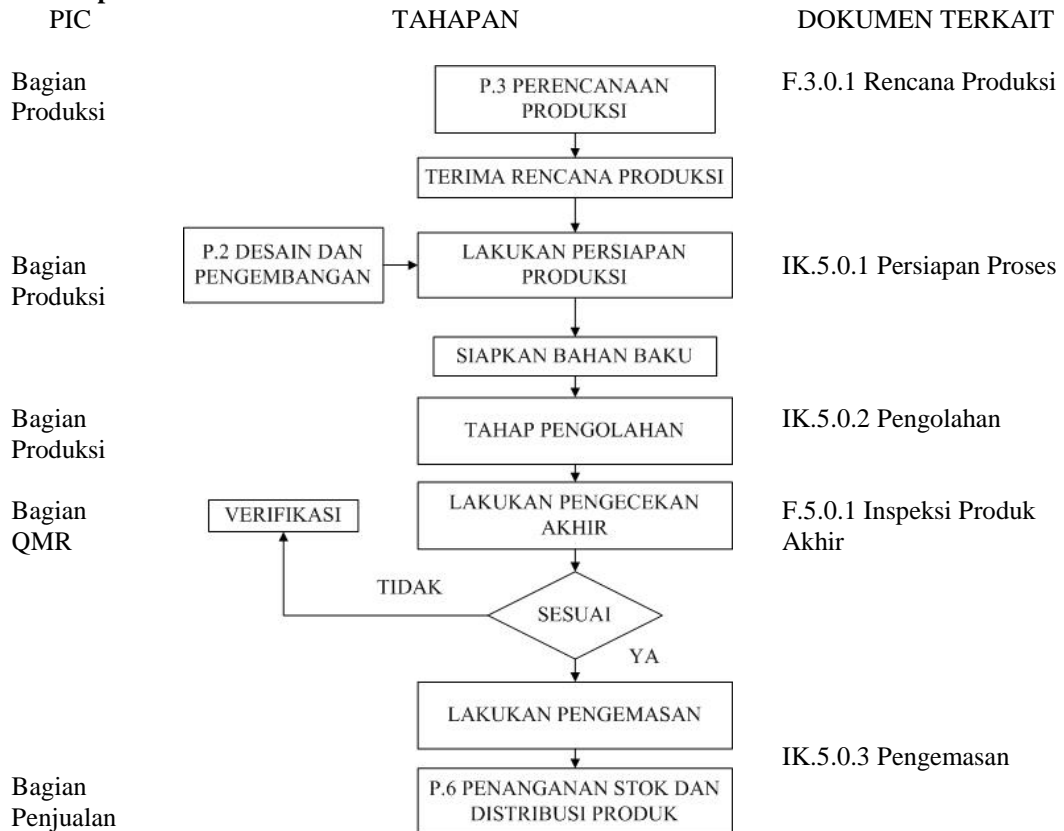 PIC
TAHAPAN
DOKUMEN TERKAIT
Bagian
Produksi
P.3 PERENCANAAN
PRODUKSI
F.3.0.1 Rencana Produksi
TERIMA RENCANA PRODUKSI
Bagian
Produksi
P.2 DESAIN DAN
PENGEMBANGAN
LAKUKAN PERSIAPAN
PRODUKSI
IK.5.0.1 Persiapan Proses
SIAPKAN BAHAN BAKU
Bagian
Produksi
TAHAP PENGOLAHAN
IK.5.0.2 Pengolahan
Bagian
QMR
VERIFIKASI
LAKUKAN PENGECEKAN
AKHIR
F.5.0.1 Inspeksi Produk
Akhir
TIDAK
SESUAI
YA
LAKUKAN PENGEMASAN
IK.5.0.3 Pengemasan
Bagian
Penjualan
P.6 PENANGANAN STOK DAN
DISTRIBUSI PRODUK